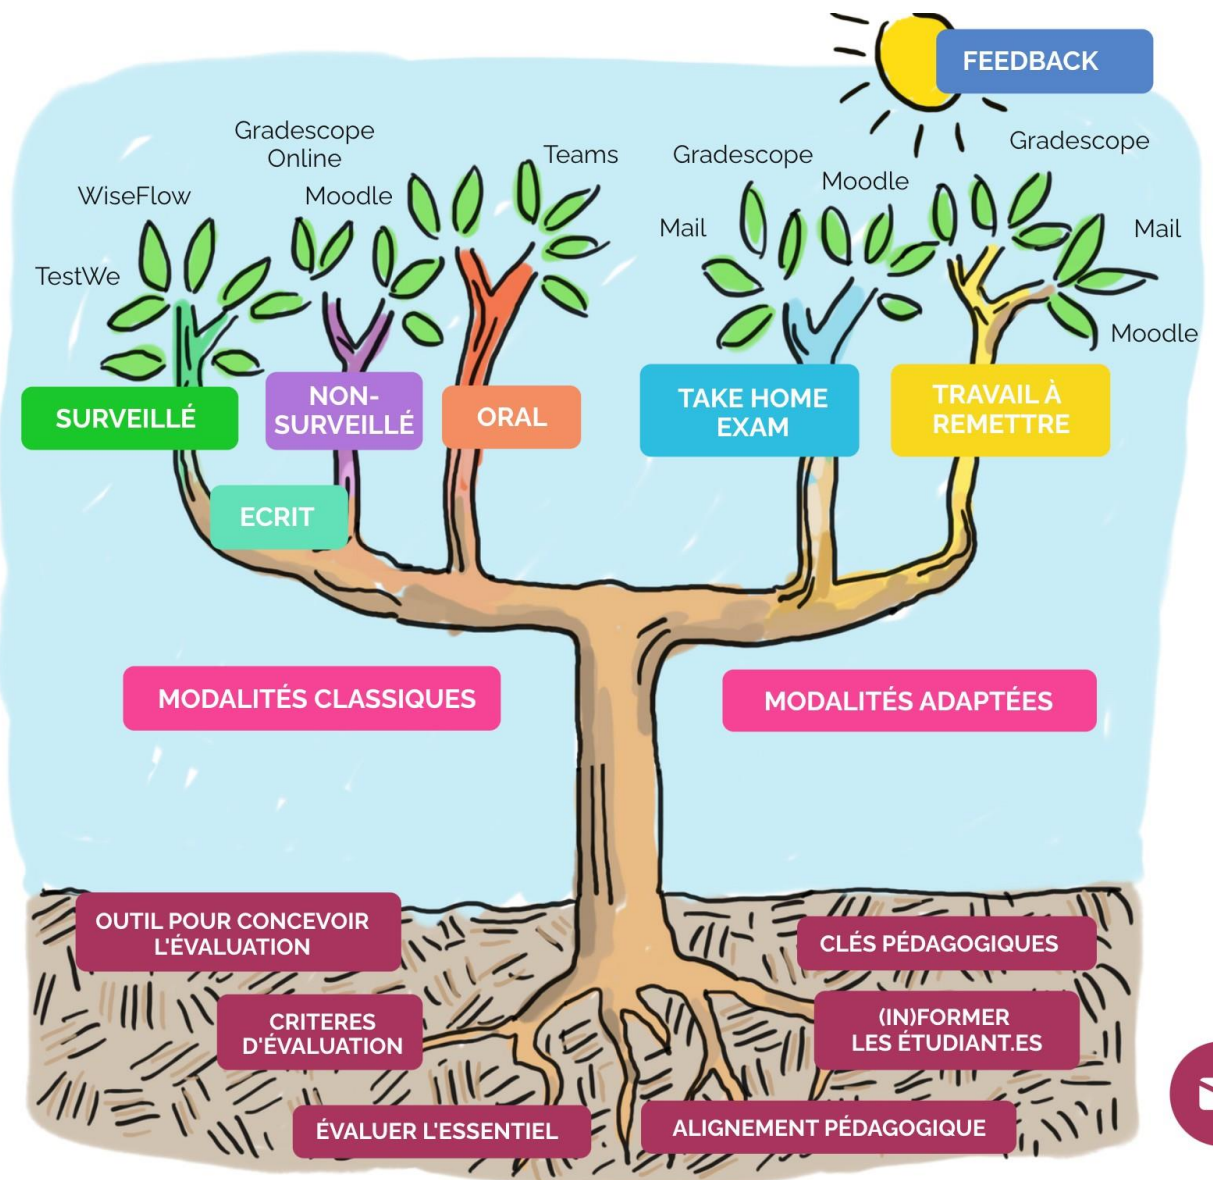 FEEDBACK
Gradescope
Online
Teams
Gradescope
Gradescope
WiseFlow
Moodle
Moodle
Mail
Mail
TestWe
Moodle
SURVEILLÉ
NON-
SURVEILLÉ
ORAL
TAKE HOME
EXAM
TRAVAIL À
REMETTRE
ECRIT
MODALITÉS CLASSIQUES
MODALITÉS ADAPTÉES
OUTIL POUR CONCEVOIR
L'ÉVALUATION
CLÉS PÉDAGOGIQUES
CRITERES
D'ÉVALUATION
(IN)FORMER
LES ÉTUDIANT.ES
ÉVALUER L'ESSENTIEL
ALIGNEMENT PÉDAGOGIQUE